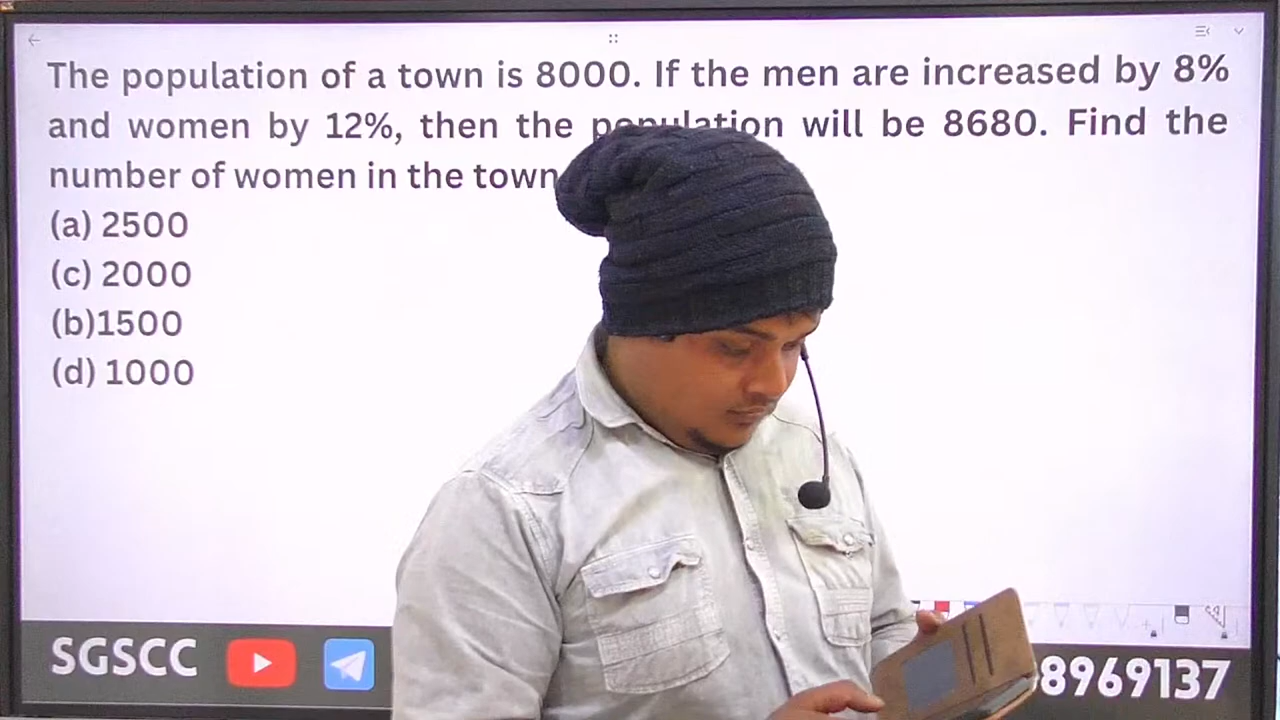 The population of a town is 8000. If the men are increased by 8%
and women by 12%, then the population will be 8680. Find the
number of women in the town
(a) 2500
(c) 2000
(b)1500
(d) 1000
SGSCC
8969137